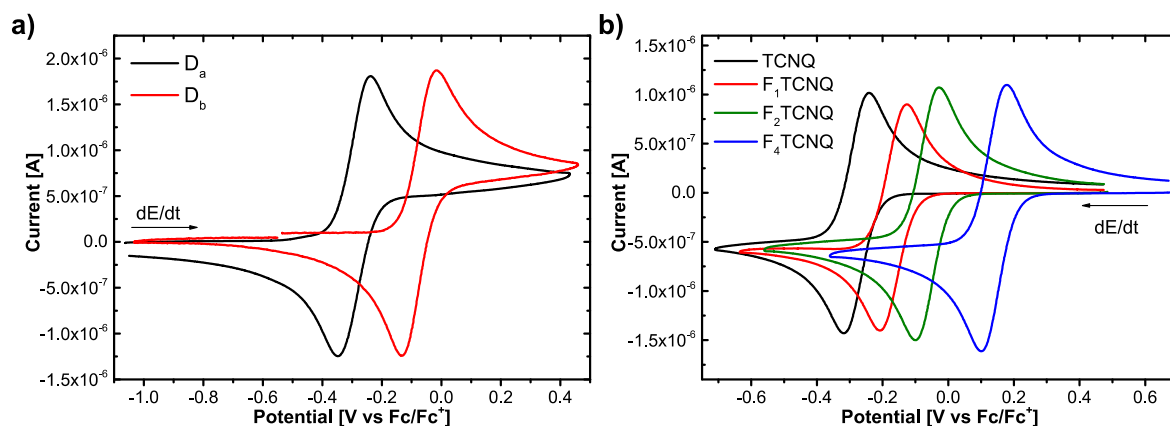 a)
2.0x10⁻⁶
1.5x10⁻⁶
1.0x10⁻⁶
5.0x10⁻⁷
0.0
-5.0x10⁻⁷
-1.0x10⁻⁶
-1.5x10⁻⁶
Current [A]
Dₐ
D_b
dE/dt
-1.0 -0.8 -0.6 -0.4 -0.2 0.0 0.2 0.4
Potential [V vs Fc/Fc⁺]
b)
1.5x10⁻⁶
1.0x10⁻⁶
5.0x10⁻⁷
0.0
-5.0x10⁻⁷
-1.0x10⁻⁶
-1.5x10⁻⁶
Current [A]
TCNQ
F₁TCNQ
F₂TCNQ
F₄TCNQ
dE/dt
-0.6 -0.4 -0.2 0.0 0.2 0.4 0.6
Potential [V vs Fc/Fc⁺]